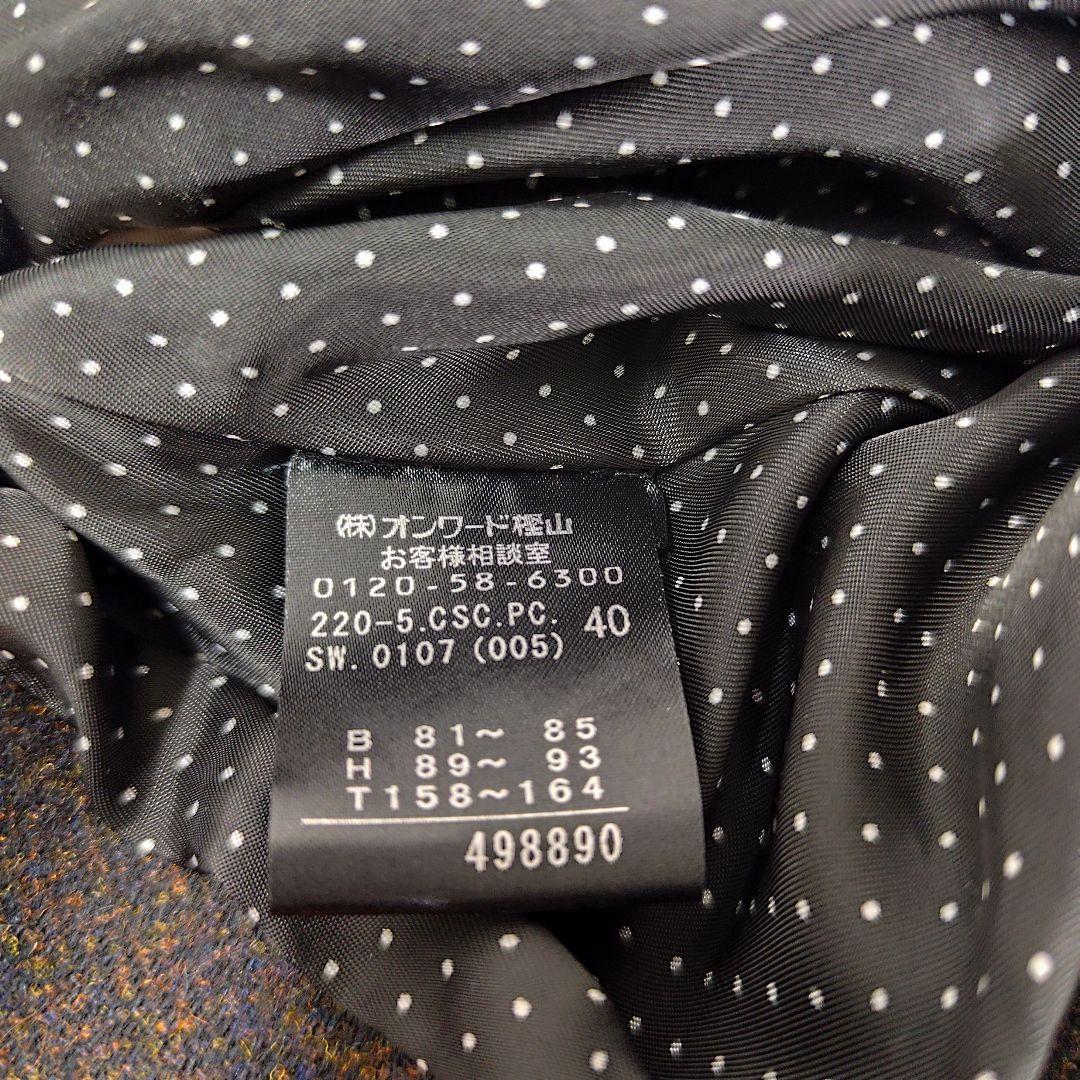 (株)オンワード樫山
お客様相談室
0120-58-6300
220-5.CSC.PC. 40
SW.0107(005)
B 81~ 85
H 89~ 93
T158~164
498890